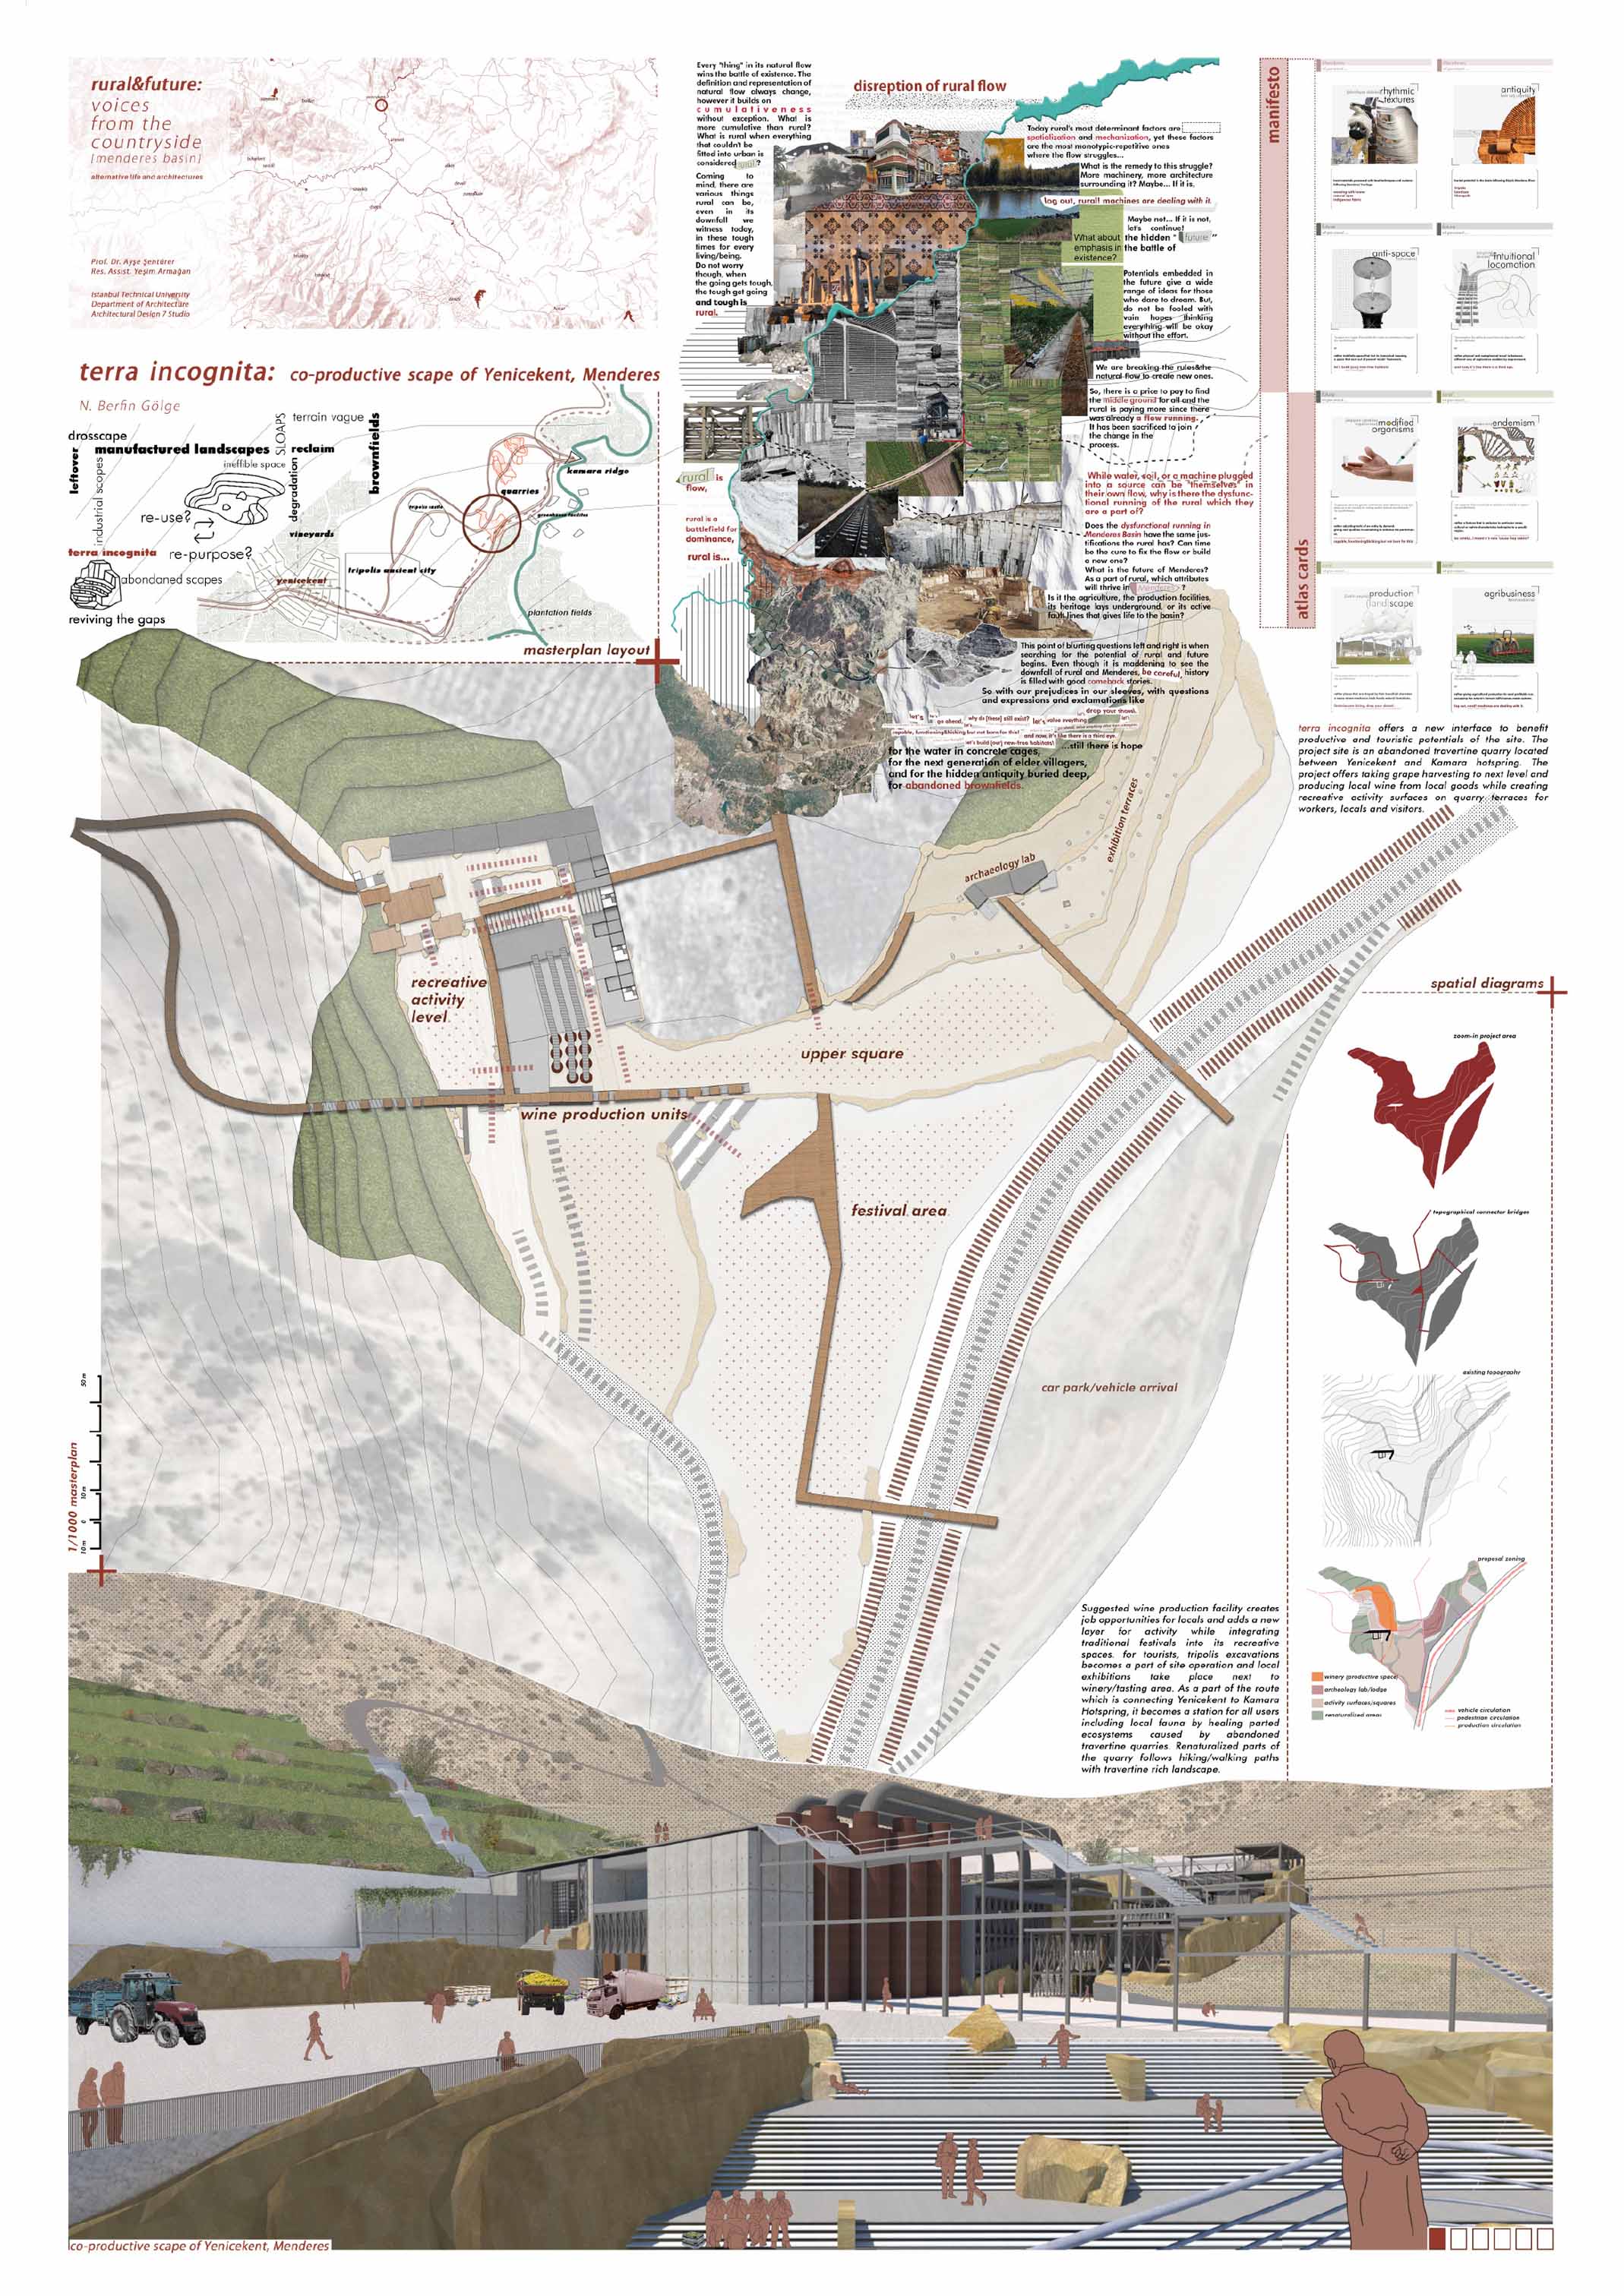 rural&future:
voices
from the
countryside
[menderes basin]
alternative life and architectures
Prof. Dr. Ayşe Şentürer
Res. Assist. Yeşim Armağan
Istanbul Technical University
Department of Architecture
Architectural Design 7 Studio
terra incognita: co-productive scape of Yenicekent, Menderes
N. Berfin Gölge
drosscape
leftover
manufactured landscapes
industrial scapes
SLOAPS
terrain vague
reclaim
ineffible space
degradation
brownfields
re-use?
re-purpose?
terra incognita
abondaned scapes
reviving the gaps
kamara ridge
quarries
vineyards
tripolis ancient city
yenicekent
plantation fields
masterplan layout
Every "thing" in its natural flow
wins the battle of existence. The
definition and representation of
natural flow always change,
however it builds on
cumulativeness
without exception. What is
more cumulative than rural?
What is rural when everything
that couldn't be
fitted into urban is
considered rural?
Coming to
mind, there are
various things
rural can be,
even in its
downfall we
witness today,
in these tough
times for every
living/being.
Do not worry
though, when
the going gets tough,
the tough get going
and tough is
rural.
disreption of rural flow
Today rural's most determinant factors are
spatialization and mechanization, yet these factors
are the most monotypic-repetitive ones
where the flow struggles...
What is the remedy to this struggle?
More machinery, more architecture
surrounding it? Maybe... If it is,
log out, rural! machines are dealing with it.
Maybe not... If it is not,
let's continue!
What about the hidden "future"
emphasis in the battle of
existence?
Potentials embedded in
the future give a wide
range of ideas for those
who dare to dream. But,
do not be fooled with
vain hopes thinking
everything will be okay
without the effort.
We are breaking the rules&the
natural flow to create new ones.
So, there is a price to pay to find
the middle ground for all and the
rural is paying more since there
was already a flow running.
It has been sacrificed to join
the change in the
process.
rural is
flow,
rural is a
battlefield for
dominance,
rural is...
While water, soil, or a machine plugged
into a source can be "themselves" in
their own flow, why is there the dysfunc-
tional running of the rural which they
are a part of?
Does the dysfunctional running in
Menderes Basin have the same jus-
tifications the rural has? Can time
be the cure to fix the flow or build
a new one?
What is the future of Menderes?
As a part of rural, which attributes
will thrive in Menderes?
Is it the agriculture, the production facilities,
its heritage lays underground, or its active
fault lines that gives life to the basin?
This point of blurting questions left and right is when
searching for the potential of rural and future
begins. Even though it is maddening to see the
downfall of rural and Menderes, be careful, history
is filled with good comeback stories.
So with our prejudices in our sleeves, with questions
and expressions and exclamations like
drop your shovel.
let's
go ahead.
why do [these] still exist?
let's value everything
and now, it's like there is a third eye.
let's build [our] new-free habitats!
...still there is hope
for the water in concrete cages,
for the next generation of elder villagers,
and for the hidden antiquity buried deep,
for abandoned brownfields.
manifesto
atlas cards
rhythmic
textures
antiquity
anti-space
intuitional
locomotion
modified
organisms
endemism
production
(land)scape
agribusiness
terra incognita offers a new interface to benefit
productive and touristic potentials of the site. The
project site is an abandoned travertine quarry located
between Yenicekent and Kamara hotspring. The
project offers taking grape harvesting to next level and
producing local wine from local goods while creating
recreative activity surfaces on quarry terraces for
workers, locals and visitors.
exhibition terraces
archaeology lab
recreative
activity
level
upper square
wine production units
festival area
car park/vehicle arrival
spatial diagrams
zoom-in project area
topographical connector bridges
existing topography
proposal zoning
winery (productive space)
archeology lab/lodge
activity surfaces/squares
renaturalized areas
vehicle circulation
pedestrian circulation
production circulation
1/1000 masterplan
10m
0
10m
50m
Suggested wine production facility creates
job opportunities for locals and adds a new
layer for activity while integrating
traditional festivals into its recreative
spaces. for tourists, tripolis excavations
becomes a part of site operation and local
exhibitions take place next to
winery/tasting area. As a part of the route
which is connecting Yenicekent to Kamara
Hotspring, it becomes a station for all users
including local fauna by healing parted
ecosystems caused by abandoned
travertine quarries. Renaturalized parts of
the quarry follows hiking/walking paths
with travertine rich landscape.
co-productive scape of Yenicekent, Menderes